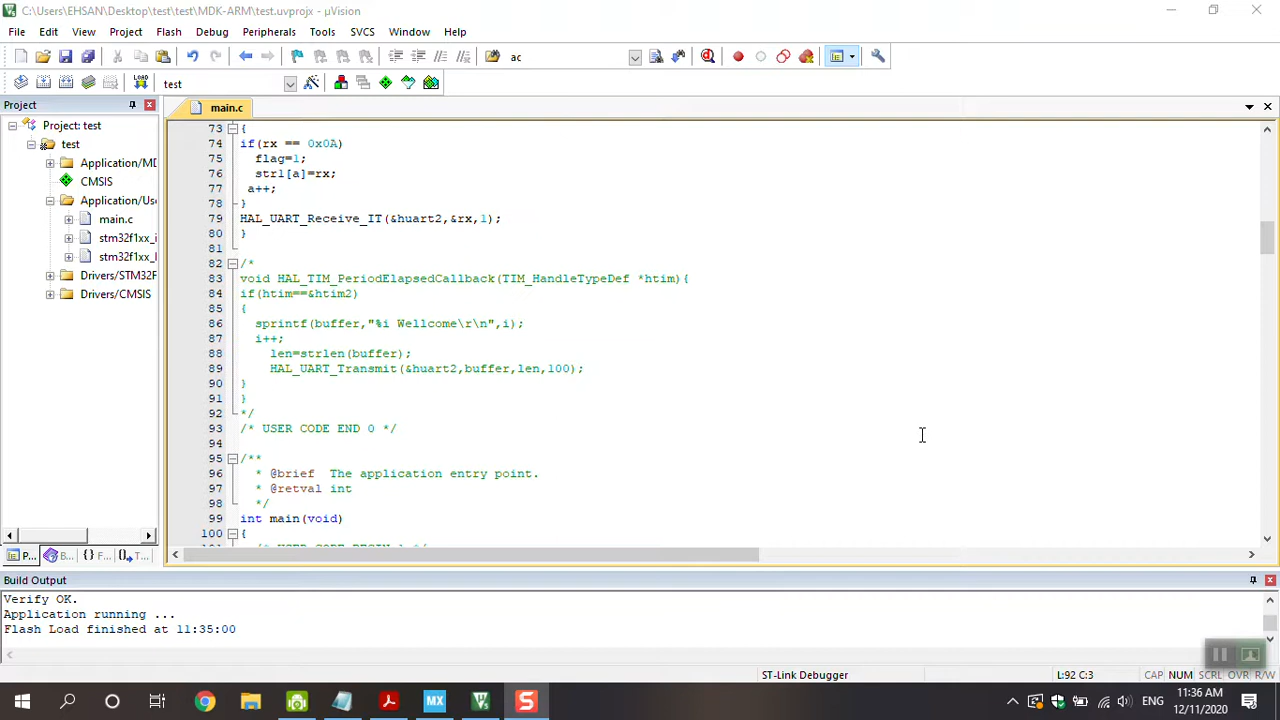 C:\Users\EHSAN\Desktop\test\test\MDK-ARM\test.uvprojx - µVision
File Edit View Project Flash Debug Peripherals Tools SVCS Window Help
ac
LOAD test
Project
main.c
Project: test
test
Application/MD
CMSIS
Application/Use
main.c
stm32f1xx_i
stm32f1xx_
Drivers/STM32F
Drivers/CMSIS
73 {
74 if(rx == 0x0A)
75 flag=1;
76 str1[a]=rx;
77 a++;
78 }
79 HAL_UART_Receive_IT(&huart2,&rx,1);
80 }
81
82 /*
83 void HAL_TIM_PeriodElapsedCallback(TIM_HandleTypeDef *htim){
84 if(htim==&htim2)
85 {
86 sprintf(buffer,"%i Wellcome\r\n",i);
87 i++;
88 len=strlen(buffer);
89 HAL_UART_Transmit(&huart2,buffer,len,100);
90 }
91 }
92 */
93 /* USER CODE END 0 */
94
95 /**
96 * @brief The application entry point.
97 * @retval int
98 */
99 int main(void)
100 {
P... B... {} F... T...
Build Output
Verify OK.
Application running ...
Flash Load finished at 11:35:00
ST-Link Debugger L:92 C:3 CAP NUM SCRL OVR R/W
MX S ENG 11:36 AM
12/11/2020